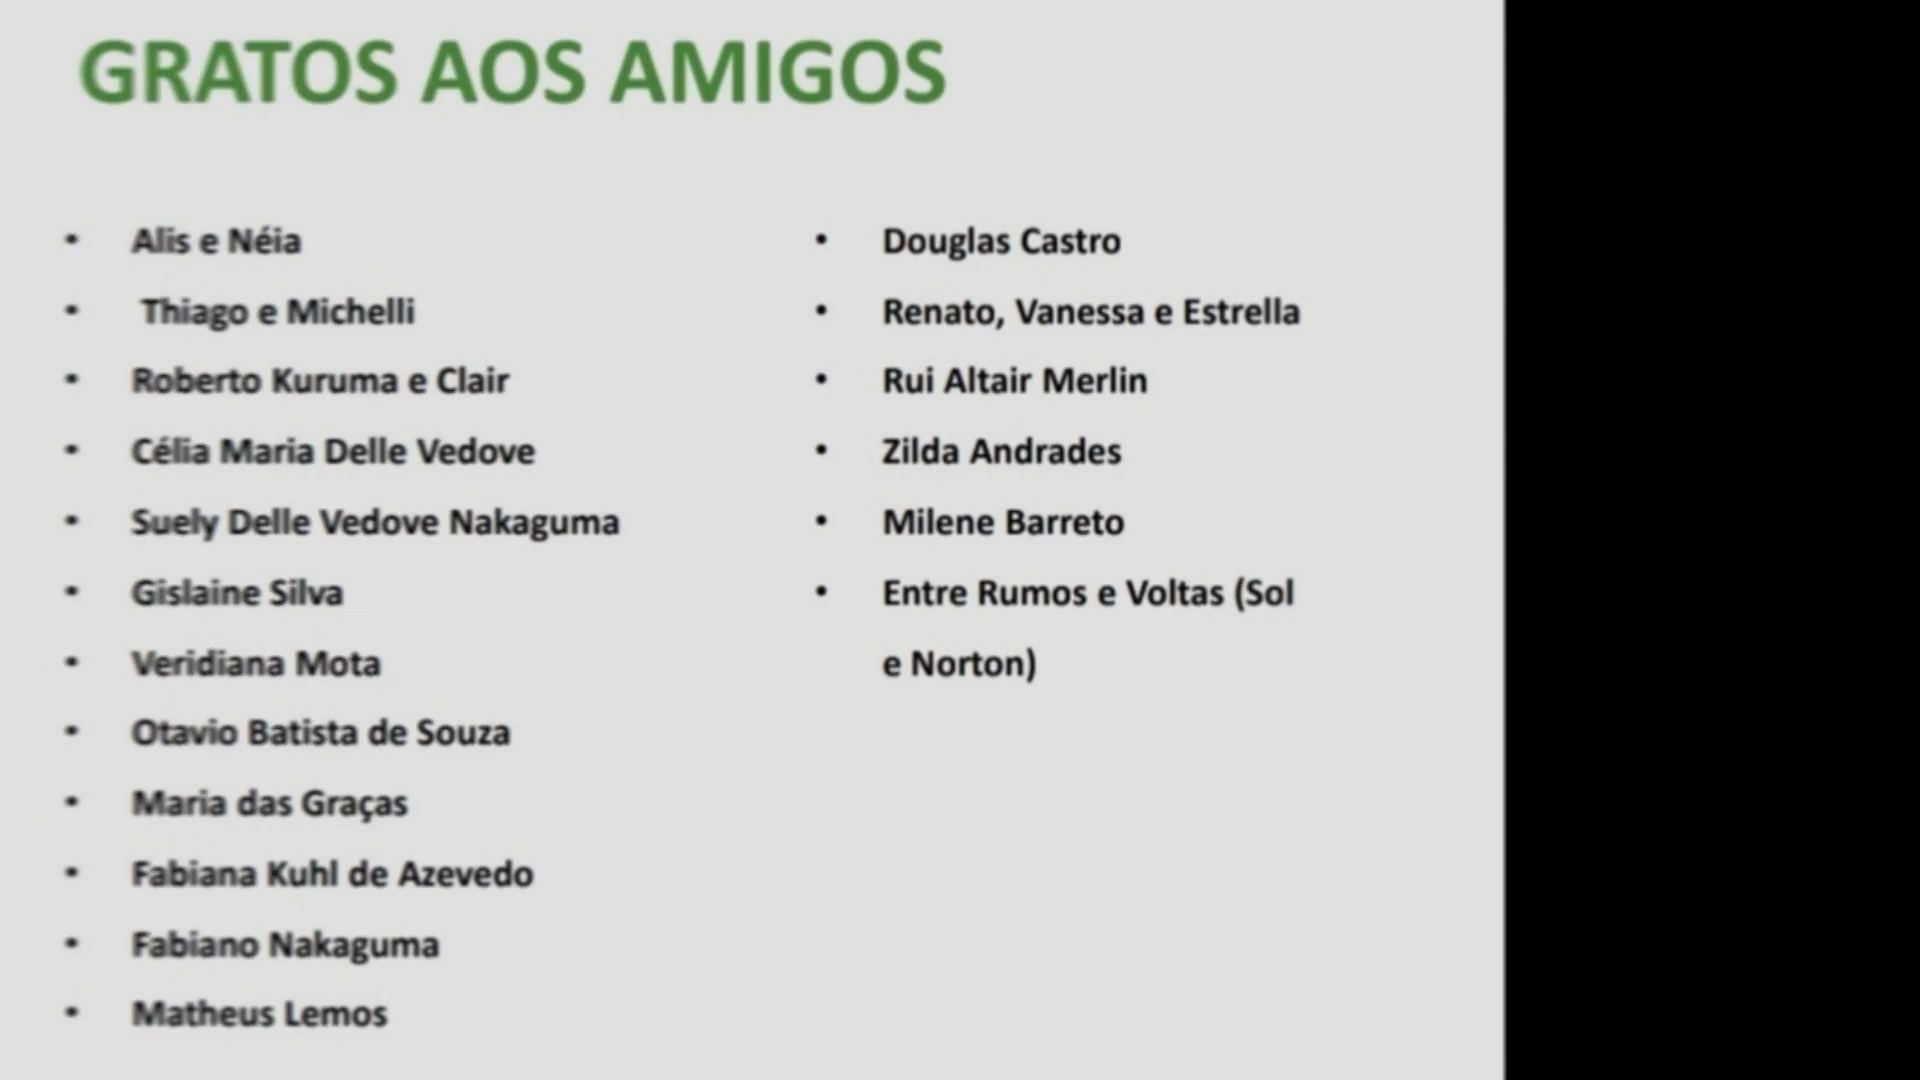 GRATOS AOS AMIGOS
• Alis e Néia
• Thiago e Michelli
• Roberto Kuruma e Clair
• Célia Maria Delle Vedove
• Suely Delle Vedove Nakaguma
• Gislaine Silva
• Veridiana Mota
• Otavio Batista de Souza
• Maria das Graças
• Fabiana Kuhl de Azevedo
• Fabiano Nakaguma
• Matheus Lemos
• Douglas Castro
• Renato, Vanessa e Estrella
• Rui Altair Merlin
• Zilda Andrades
• Milene Barreto
• Entre Rumos e Voltas (Sol
e Norton)